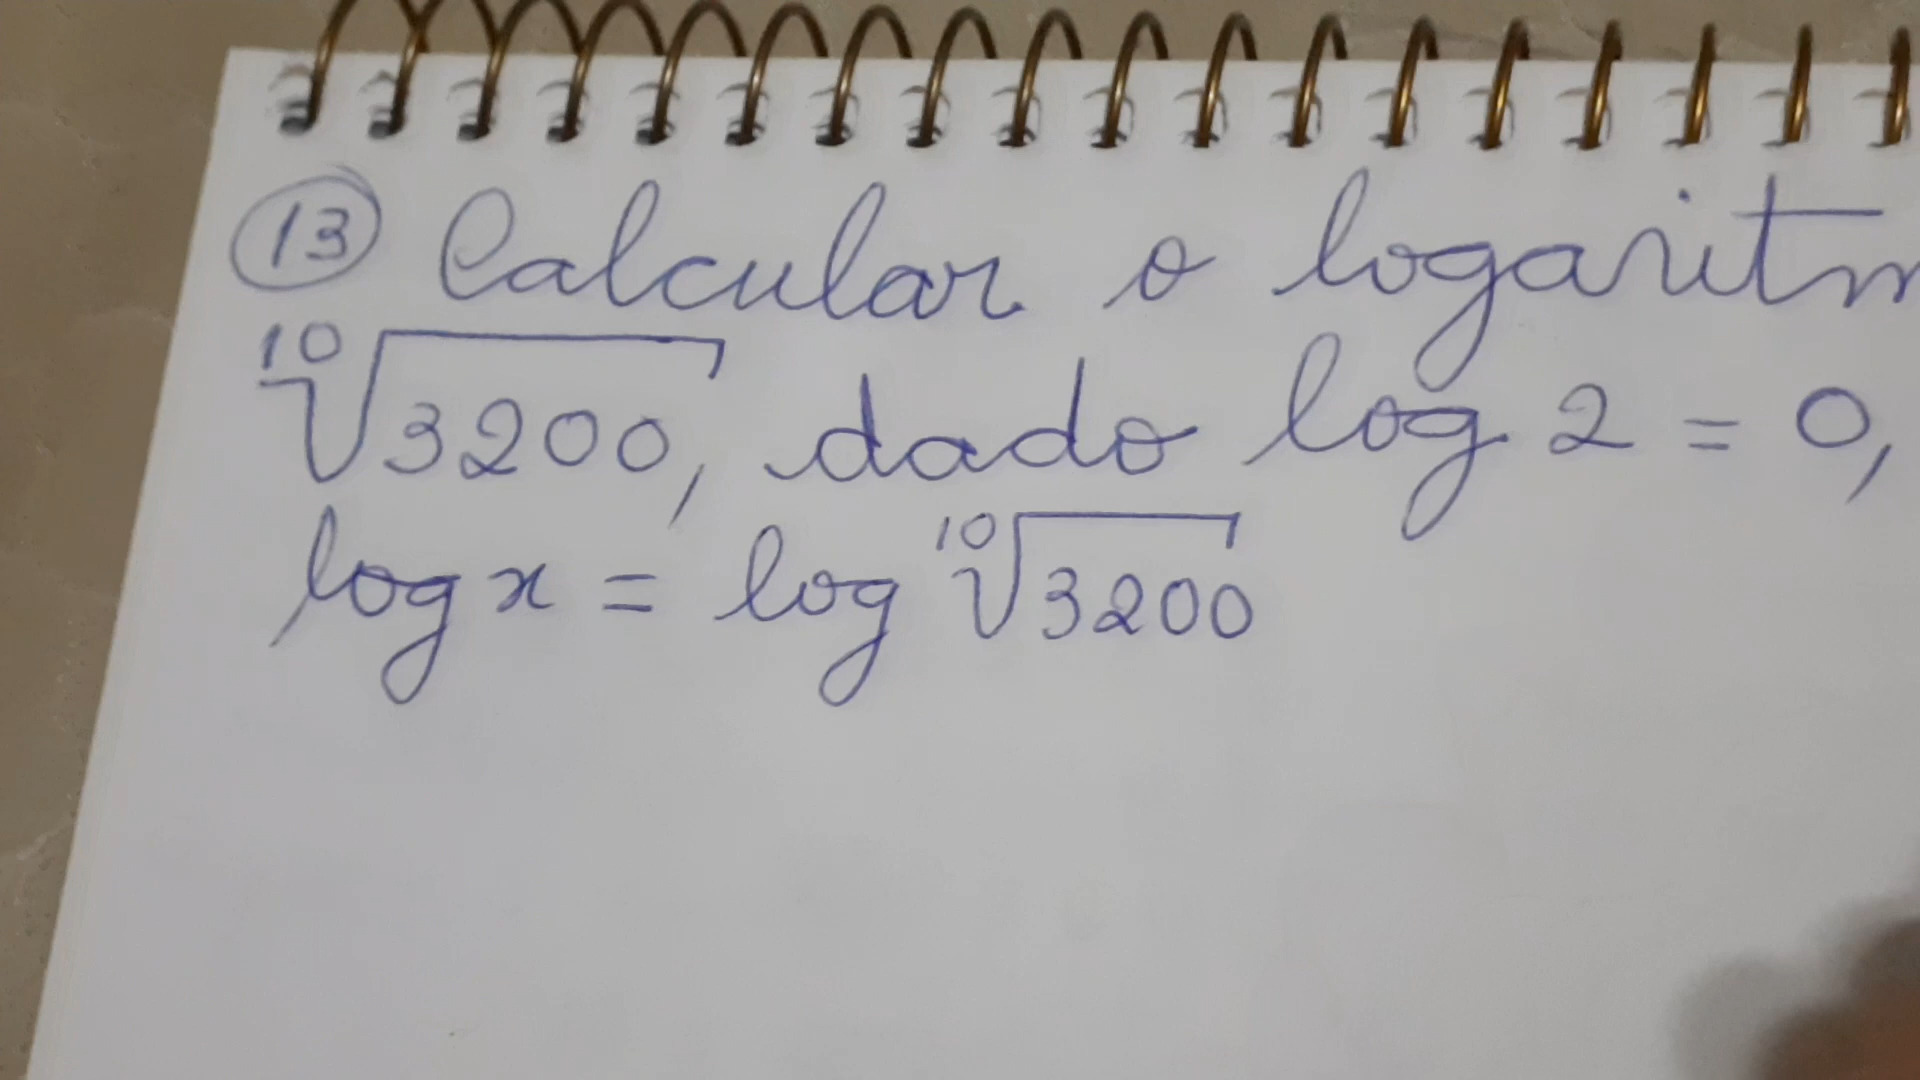 13 Calcular o logaritm
¹⁰√3200, dado log 2 = 0,
log x = log ¹⁰√3200